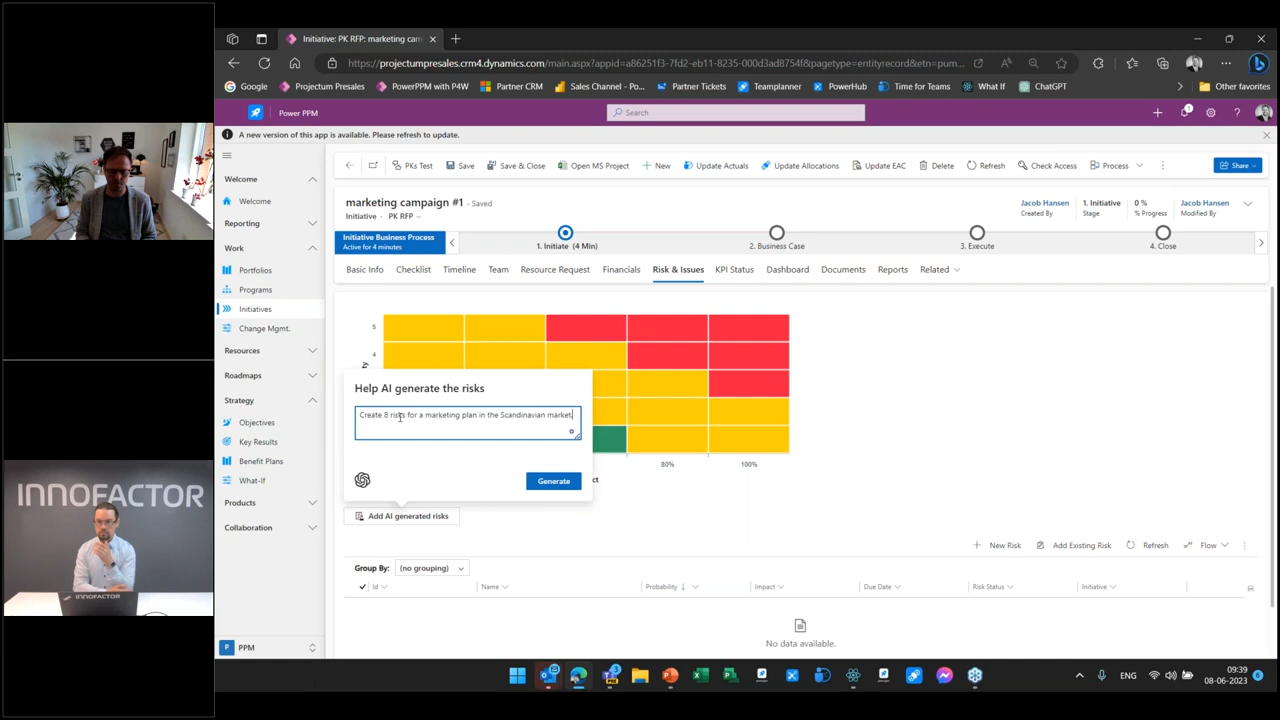 Initiative: PK RFP: marketing cam
https://projectumpresales.crm4.dynamics.com/main.aspx?appid=a86251f3-7fd2-eb11-8235-000d3ad8754f&pagetype=entityrecord&etn=pum...
Google
Projectum Presales
PowerPPM with P4W
Partner CRM
Sales Channel - Po...
Partner Tickets
Teamplanner
PowerHub
Time for Teams
What If
ChatGPT
Other favorites
Power PPM
Search
1
A new version of this app is available. Please refresh to update.
PKs Test
Save
Save & Close
Open MS Project
New
Update Actuals
Update Allocations
Update EAC
Delete
Refresh
Check Access
Process
Share
Welcome
Welcome
Reporting
Work
Portfolios
Programs
Initiatives
Change Mgmt.
Resources
Roadmaps
Strategy
Objectives
Key Results
Benefit Plans
What-If
Products
Collaboration
PPM
marketing campaign #1 - Saved
Initiative · PK RFP
Jacob Hansen
Created By
1. Initiative
Stage
0 %
% Progress
Jacob Hansen
Modified By
Initiative Business Process
Active for 4 minutes
1. Initiate (4 Min)
2. Business Case
3. Execute
4. Close
Basic Info
Checklist
Timeline
Team
Resource Request
Financials
Risk & Issues
KPI Status
Dashboard
Documents
Reports
Related
5
4
Help AI generate the risks
Create 8 risks for a marketing plan in the Scandinavian market.
Generate
80%
100%
Add AI generated risks
New Risk
Add Existing Risk
Refresh
Flow
Group By:
(no grouping)
Id
Name
Probability
Impact
Due Date
Risk Status
Initiative
No data available.
INNOFACTOR
INNOFACTOR
ENG
09:39
08-06-2023